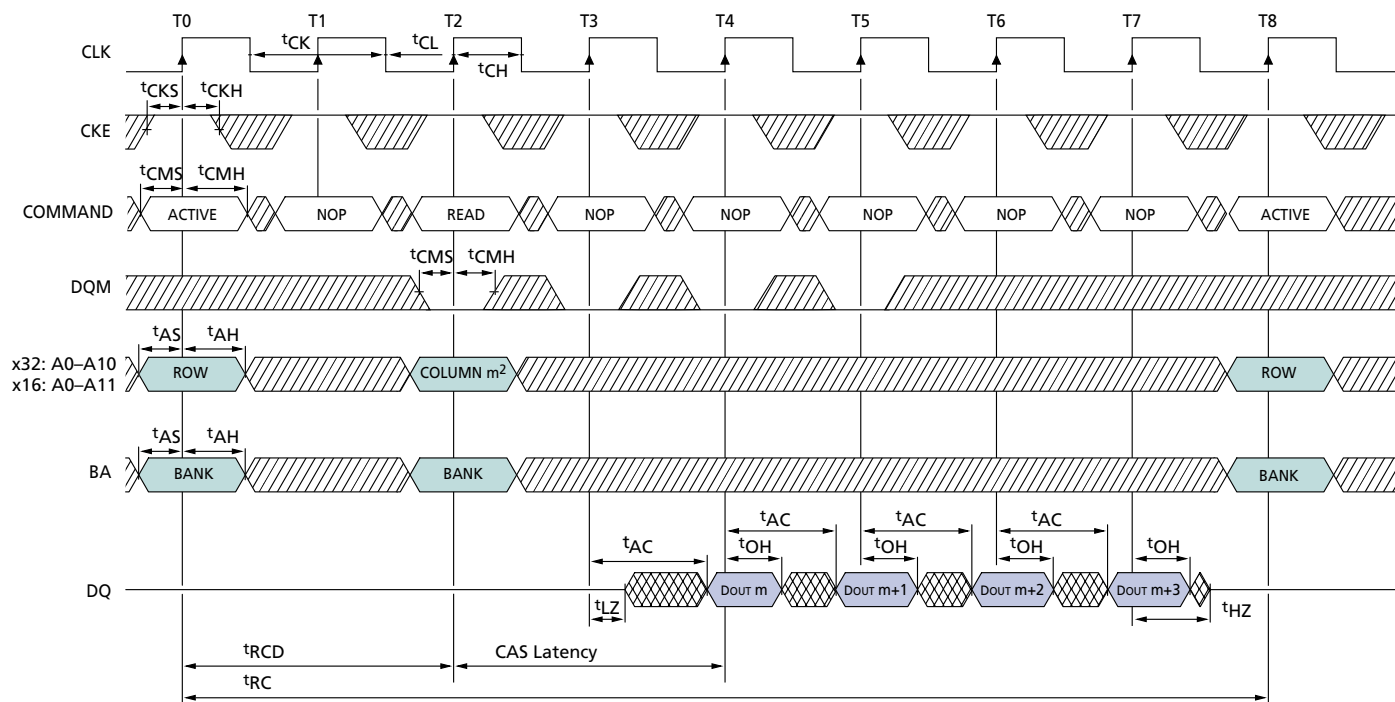 T0 T1 T2 T3 T4 T5 T6 T7 T8
CLK
tCK tCL
tCH
tCKS tCKH
CKE
tCMS tCMH
COMMAND ACTIVE NOP READ NOP NOP NOP NOP NOP ACTIVE
tCMS tCMH
DQM
tAS tAH
x32: A0–A10
x16: A0–A11
ROW COLUMN m2 ROW
tAS tAH
BA BANK BANK BANK
tAC tAC tAC tAC
tOH tOH tOH tOH
DQ DOUT m DOUT m+1 DOUT m+2 DOUT m+3
tLZ tHZ
tRCD CAS Latency
tRC